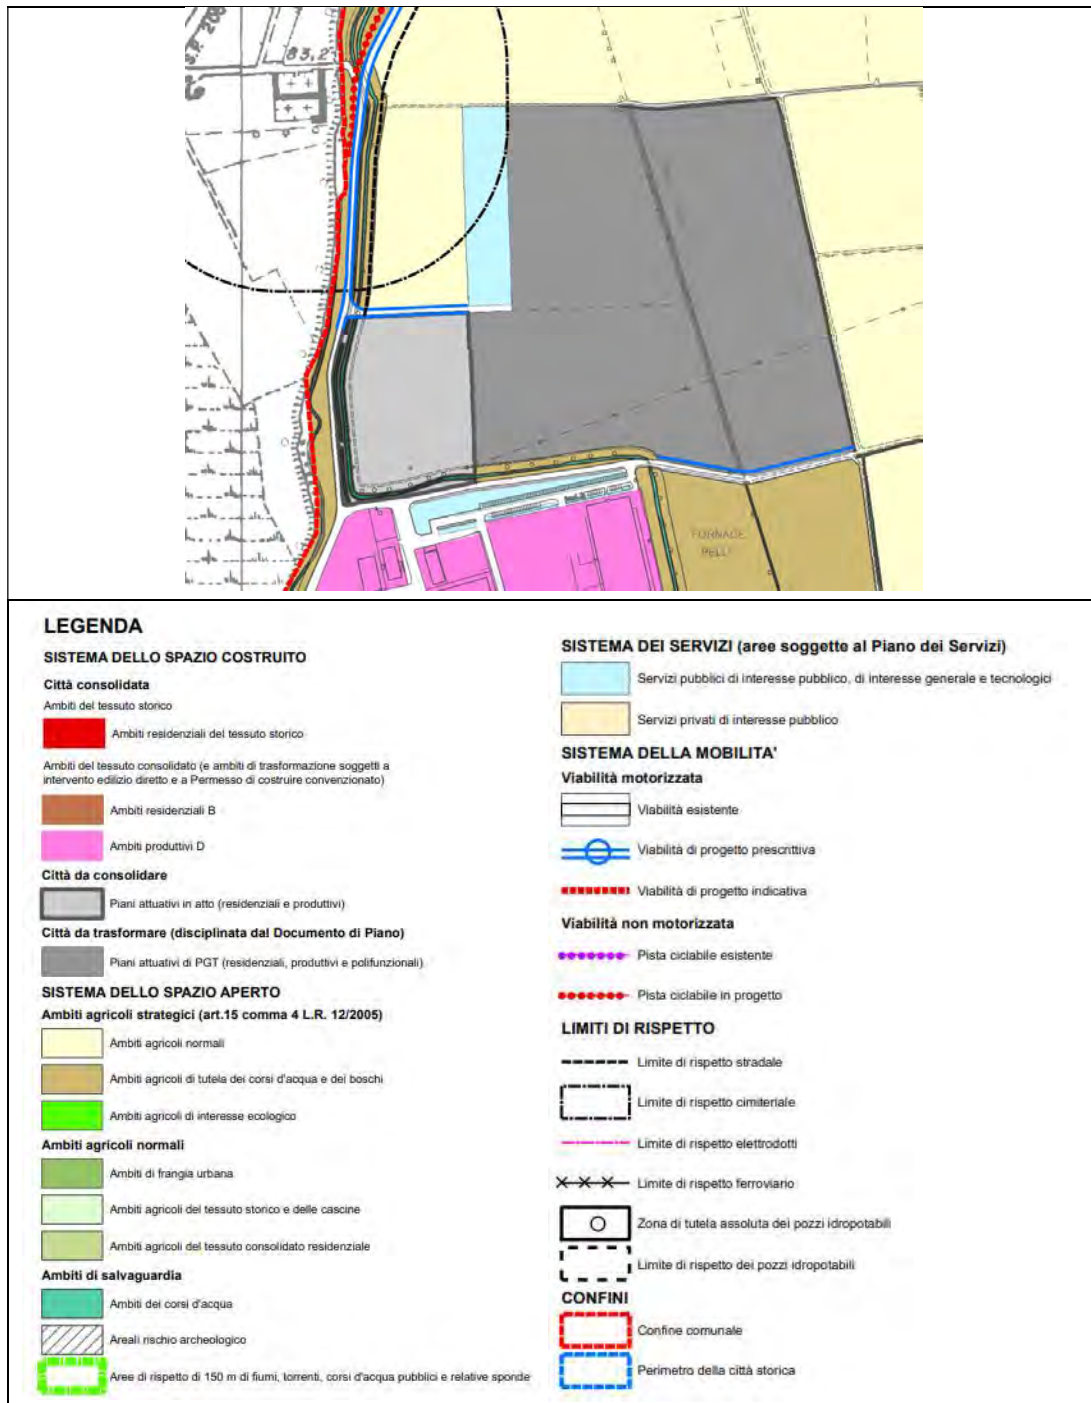 S.P. 20
83,2
FORNACE
PELLI
LEGENDA
SISTEMA DELLO SPAZIO COSTRUITO
Città consolidata
Ambiti del tessuto storico
Ambiti residenziali del tessuto storico
Ambiti del tessuto consolidato (e ambiti di trasformazione soggetti a
intervento edilizio diretto e a Permesso di costruire convenzionato)
Ambiti residenziali B
Ambiti produttivi D
Città da consolidare
Piani attuativi in atto (residenziali e produttivi)
Città da trasformare (disciplinata dal Documento di Piano)
Piani attuativi di PGT (residenziali, produttivi e polifunzionali)
SISTEMA DELLO SPAZIO APERTO
Ambiti agricoli strategici (art.15 comma 4 L.R. 12/2005)
Ambiti agricoli normali
Ambiti agricoli di tutela dei corsi d'acqua e dei boschi
Ambiti agricoli di interesse ecologico
Ambiti agricoli normali
Ambiti di frangia urbana
Ambiti agricoli del tessuto storico e delle cascine
Ambiti agricoli del tessuto consolidato residenziale
Ambiti di salvaguardia
Ambiti dei corsi d'acqua
Areali rischio archeologico
Aree di rispetto di 150 m di fiumi, torrenti, corsi d'acqua pubblici e relative sponde
SISTEMA DEI SERVIZI (aree soggette al Piano dei Servizi)
Servizi pubblici di interesse pubblico, di interesse generale e tecnologici
Servizi privati di interesse pubblico
SISTEMA DELLA MOBILITA'
Viabilità motorizzata
Viabilità esistente
Viabilità di progetto prescrittiva
Viabilità di progetto indicativa
Viabilità non motorizzata
Pista ciclabile esistente
Pista ciclabile in progetto
LIMITI DI RISPETTO
Limite di rispetto stradale
Limite di rispetto cimiteriale
Limite di rispetto elettrodotti
Limite di rispetto ferroviario
Zona di tutela assoluta dei pozzi idropotabili
Limite di rispetto dei pozzi idropotabili
CONFINI
Confine comunale
Perimetro della città storica